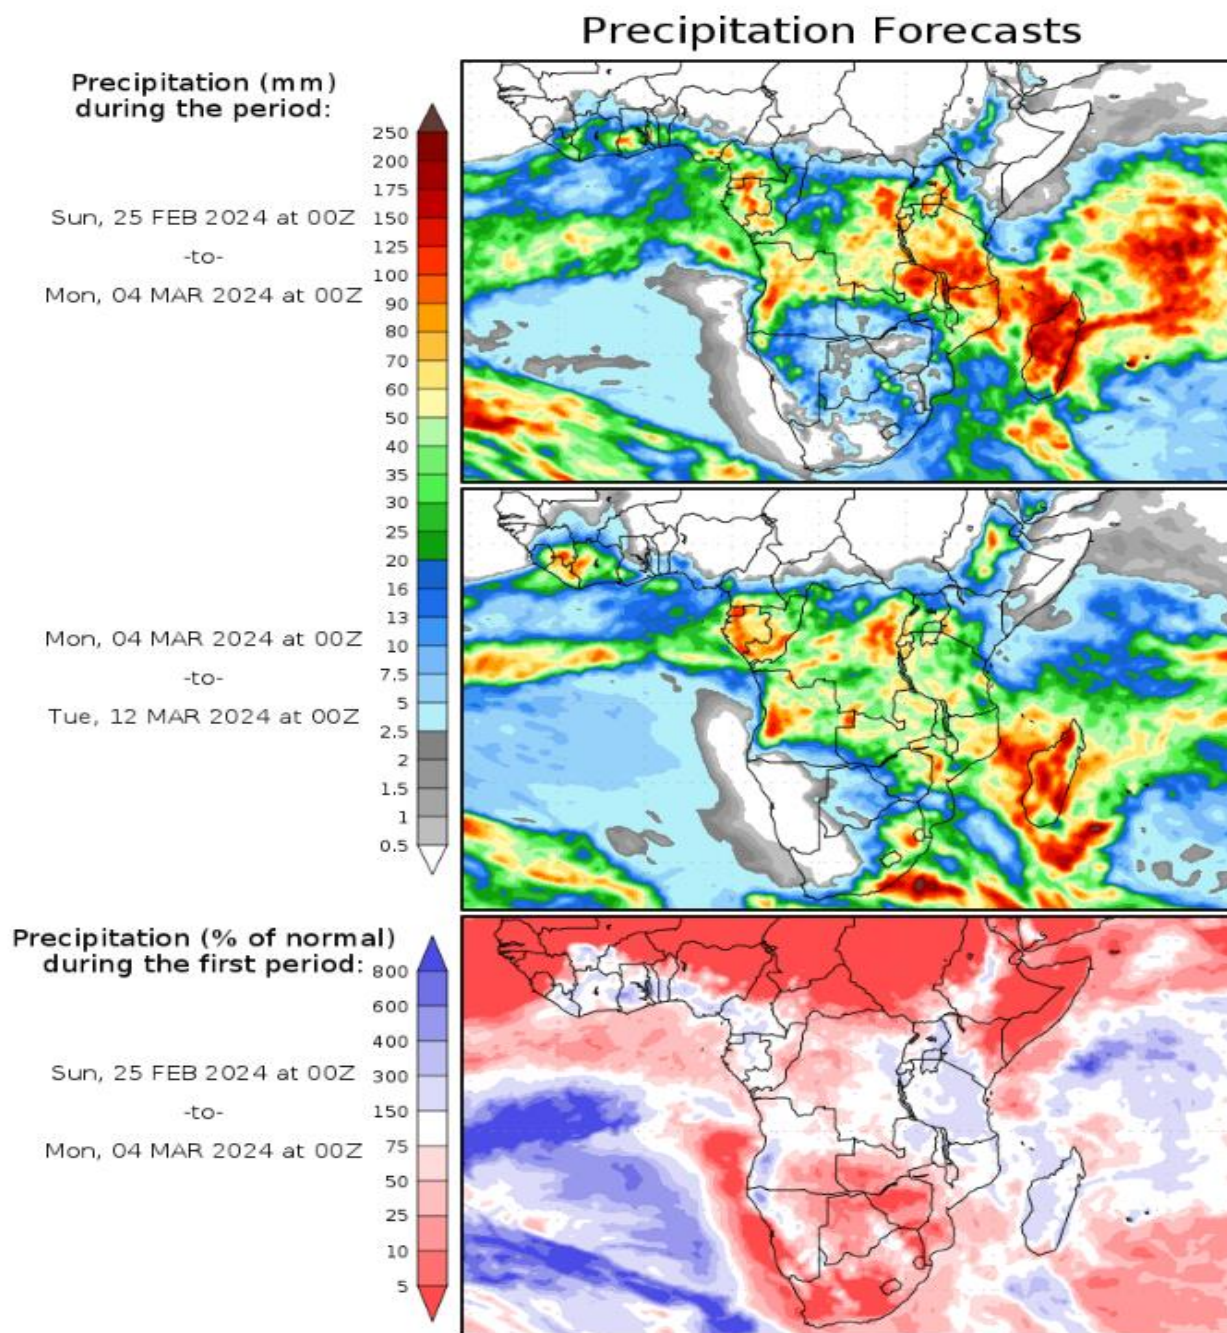 Precipitation Forecasts
Precipitation (mm)
during the period:
250
200
175
150
125
100
90
80
70
60
50
40
35
30
25
20
16
13
10
7.5
5
2.5
2
1.5
1
0.5
Sun, 25 FEB 2024 at 00Z
-to-
Mon, 04 MAR 2024 at 00Z
Mon, 04 MAR 2024 at 00Z
-to-
Tue, 12 MAR 2024 at 00Z
Precipitation (% of normal)
during the first period:
800
600
400
300
150
75
50
25
10
5
Sun, 25 FEB 2024 at 00Z
-to-
Mon, 04 MAR 2024 at 00Z